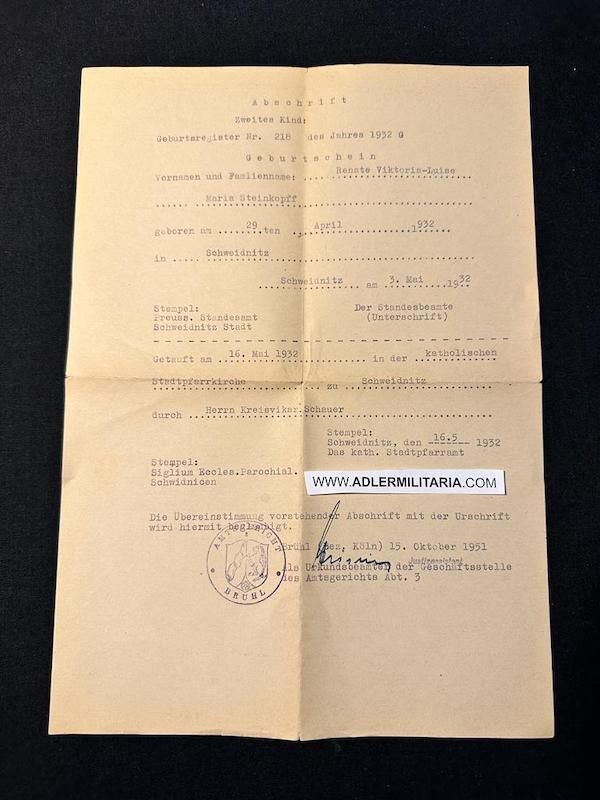 Abschrift
Zweites Kind:
Geburtsregister Nr. 218 des Jahres 1932 G
Geburtschein
Vornamen und Famlienname: ..... Renate Viktoria-Luise
...... Maria Steinkopff
geboren am ..29..ten ..April............1932......
in ..... Schweidnitz
....Schweidnitz.... am .3. Mai.......1932
Stempel:
Preuss. Standesamt
Schweidnitz Stadt
Der Standesbeamte
(Unterschrift)
Getauft am ..16. Mai 1932........... in der .katholischen
Stadtpfarrkirche............. zu ...Schweidnitz............
durch ...Herrn Kreisvikar.Schauer
Stempel:
Schweidnitz, den 16.5 1932
Das kath. Stadtpfarramt
Stempel:
Siglium Eccles.Parochial.
Schwidnicen
WWW.ADLERMILITARIA.COM
Die Übereinstimmung vorstehender Abschrift mit der Urschrift
wird hiermit beglaubigt.
Brühl (Bez, Köln) 15. Oktober 1951
Justizassistent
als Urkundsbeamter der Geschäftsstelle
des Amtsgerichts Abt. 3
AMTSGERICHT
BRÜHL